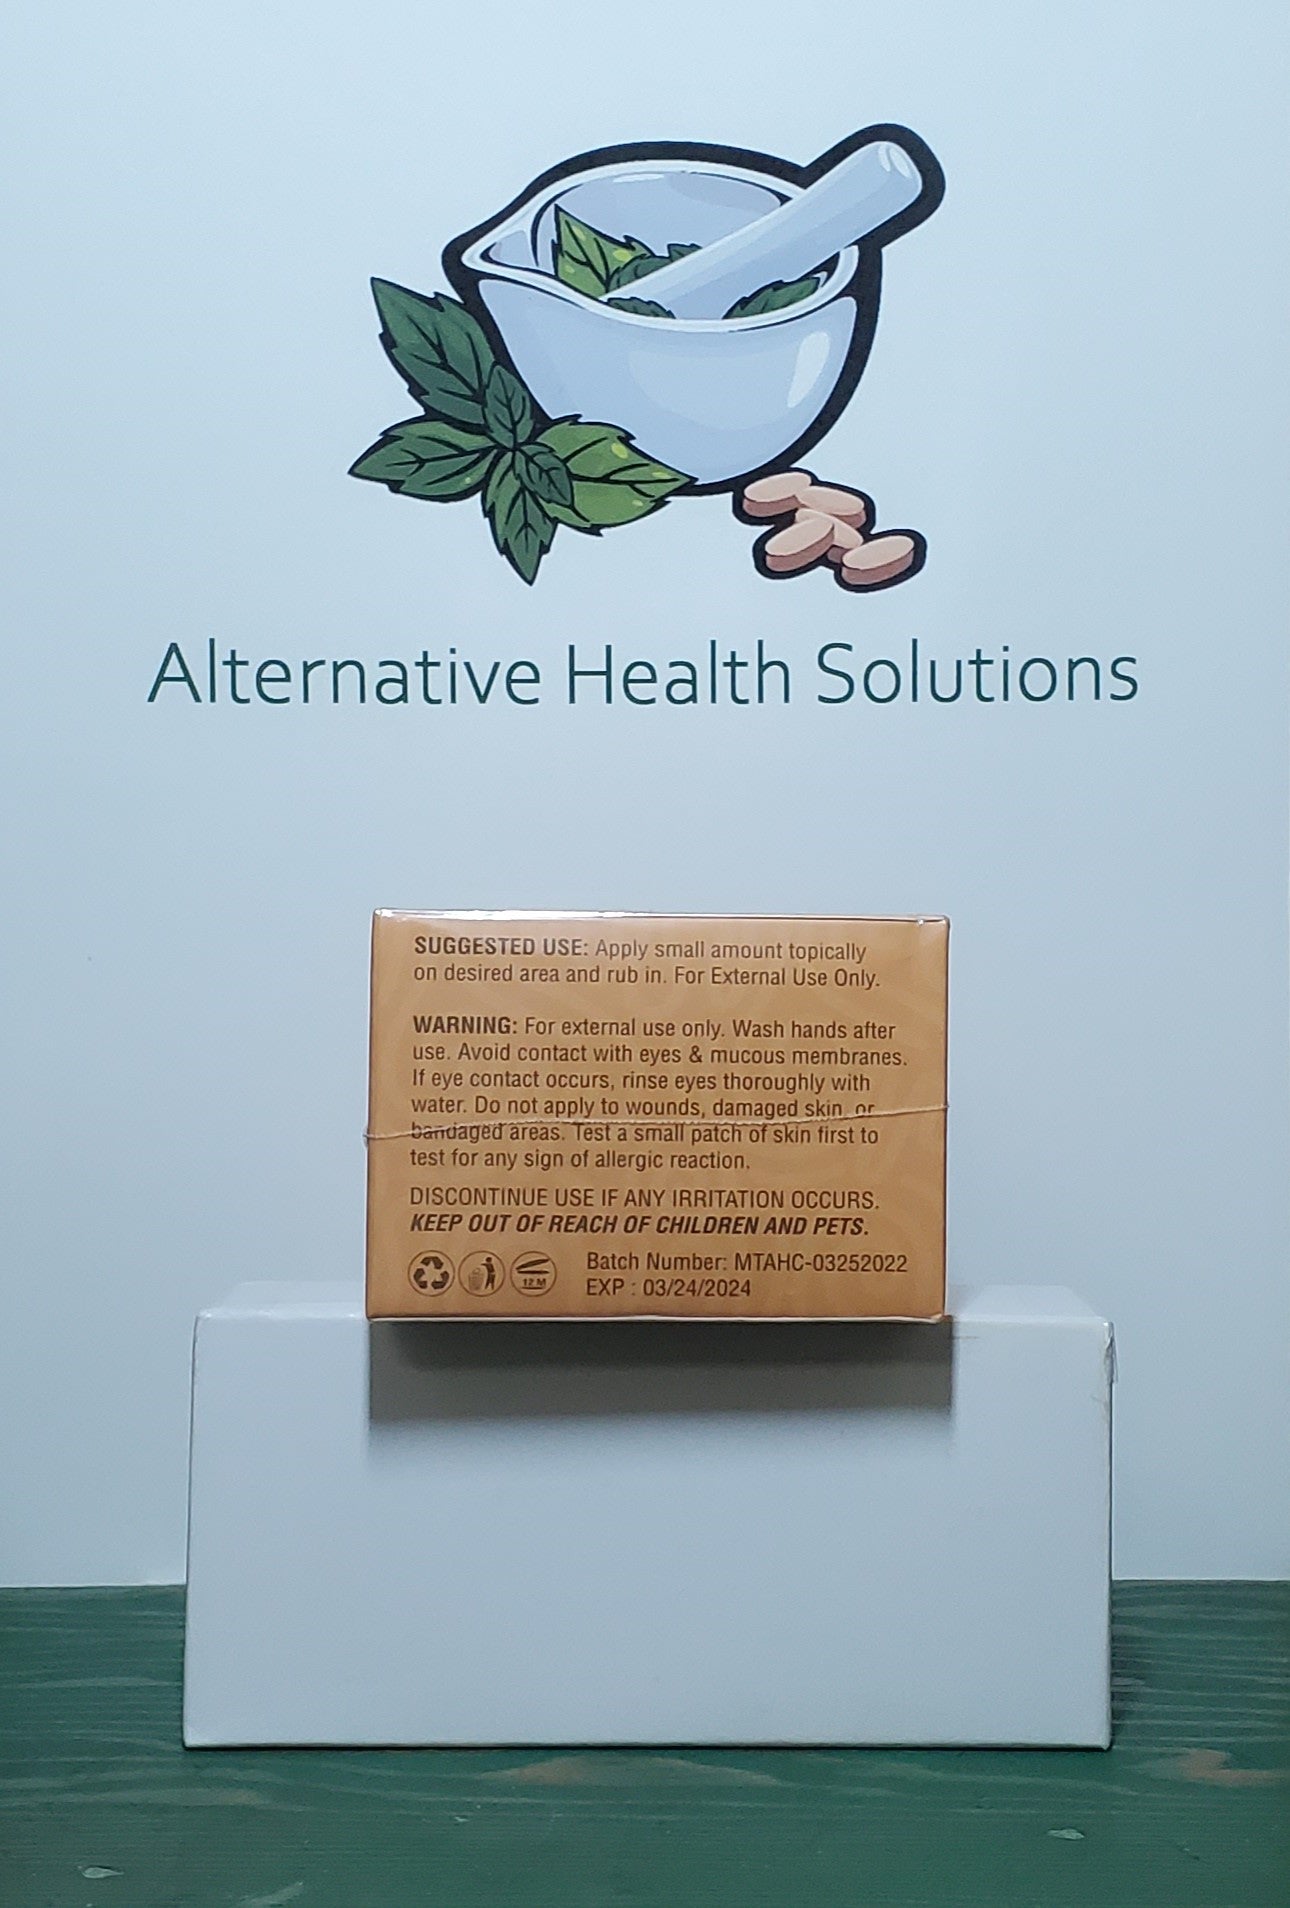 Alternative Health Solutions
SUGGESTED USE: Apply small amount topically
on desired area and rub in. For External Use Only.
WARNING: For external use only. Wash hands after
use. Avoid contact with eyes & mucous membranes.
If eye contact occurs, rinse eyes thoroughly with
water. Do not apply to wounds, damaged skin, or
bandaged areas. Test a small patch of skin first to
test for any sign of allergic reaction.
DISCONTINUE USE IF ANY IRRITATION OCCURS.
KEEP OUT OF REACH OF CHILDREN AND PETS.
12 M
Batch Number: MTAHC-03252022
EXP : 03/24/2024